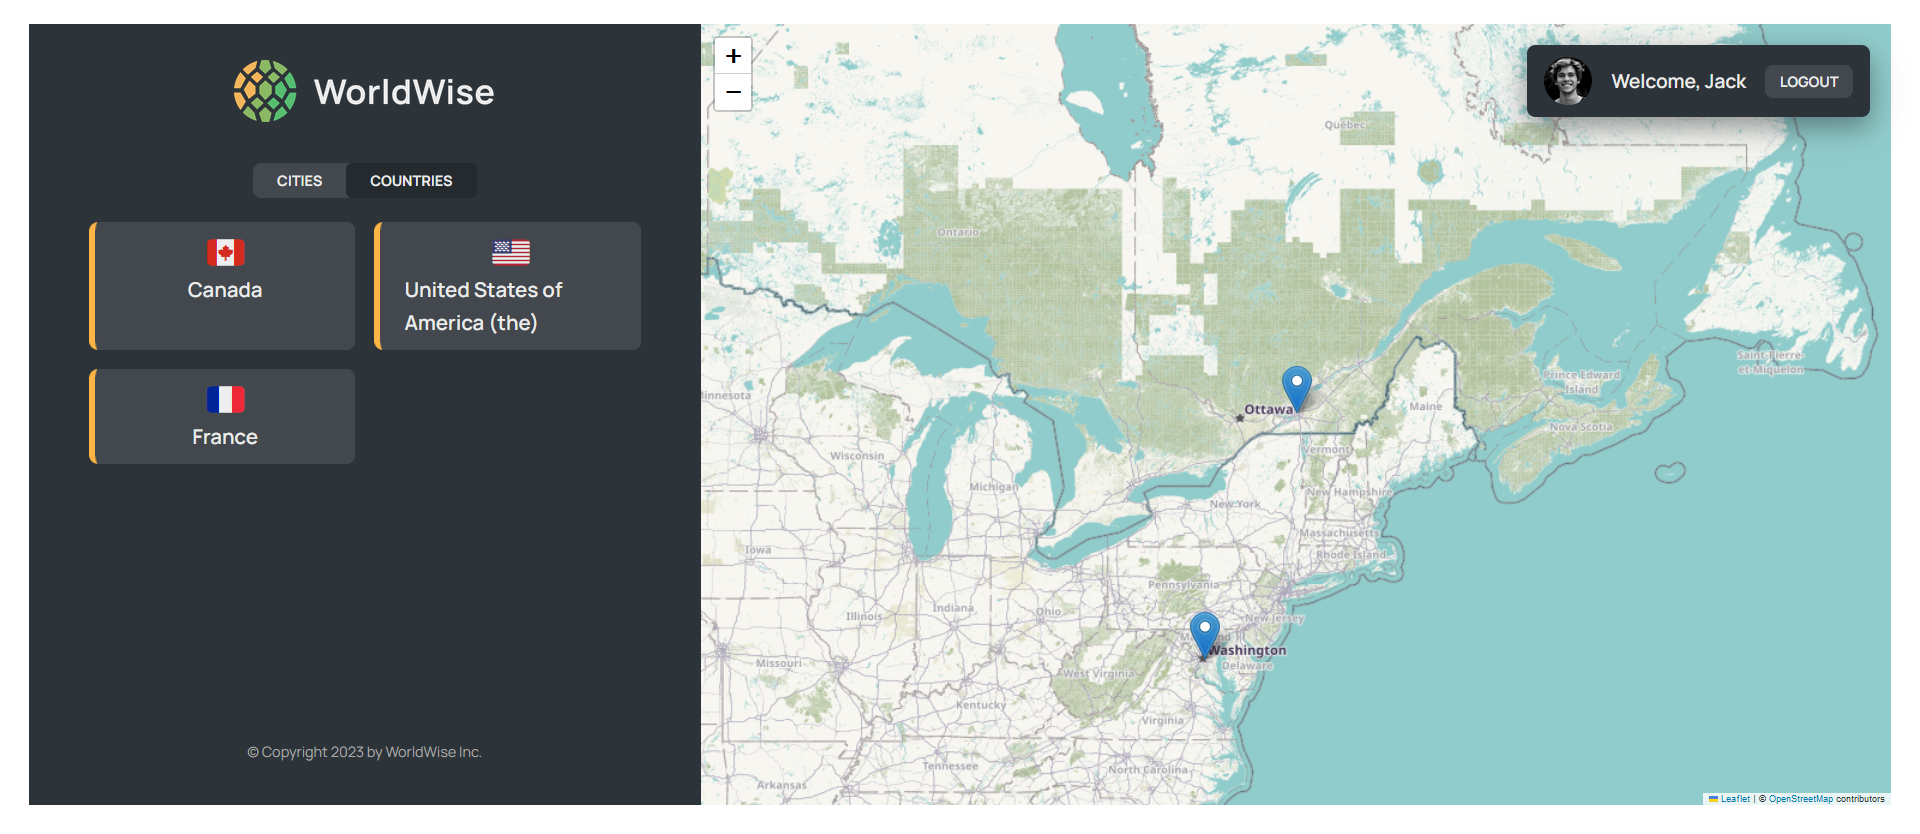 WorldWise
CITIES
COUNTRIES
Canada
United States of
America (the)
France
© Copyright 2023 by WorldWise Inc.
+
−
Welcome, Jack
LOGOUT
Québec
Ontario
Saint-Pierre-
et-Miquelon
Prince Edward
Island
innesota
Ottawa
Maine
Nova Scotia
Wisconsin
Vermont
Michigan
New York
New Hampshire
Massachusetts
Iowa
Rhode Island
Pennsylvania
Indiana
Ohio
Illinois
New Jersey
Washington
Missouri
Delaware
West Virginia
Kentucky
Virginia
Tennessee
North Carolina
Arkansas
Leaflet | © OpenStreetMap contributors